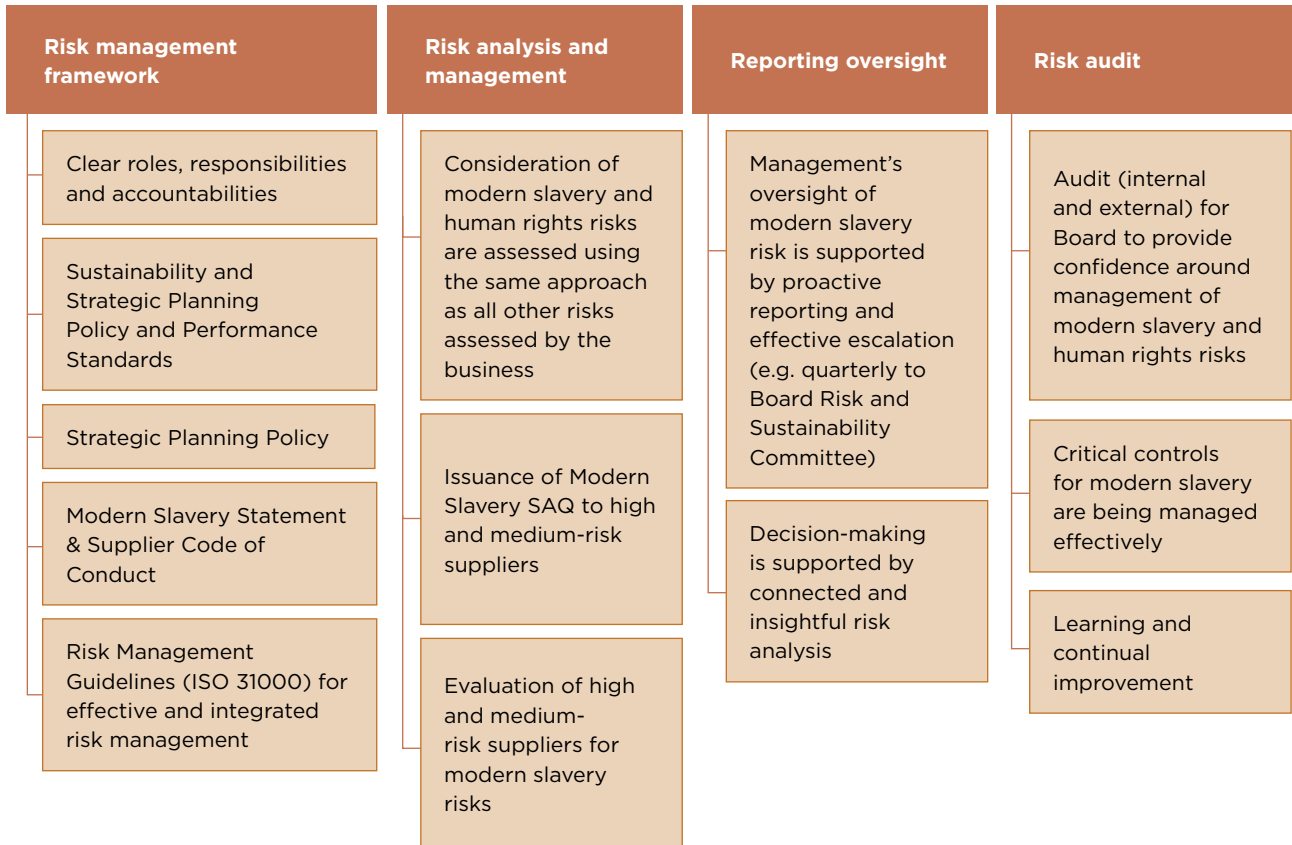 Risk management
framework
Clear roles, responsibilities
and accountabilities
Sustainability and
Strategic Planning
Policy and Performance
Standards
Strategic Planning Policy
Modern Slavery Statement
& Supplier Code of
Conduct
Risk Management
Guidelines (ISO 31000) for
effective and integrated
risk management
Risk analysis and
management
Consideration of
modern slavery and
human rights risks
are assessed using
the same approach
as all other risks
assessed by the
business
Issuance of Modern
Slavery SAQ to high
and medium-risk
suppliers
Evaluation of high
and medium-
risk suppliers for
modern slavery
risks
Reporting oversight
Management’s
oversight of
modern slavery
risk is supported
by proactive
reporting and
effective escalation
(e.g. quarterly to
Board Risk and
Sustainability
Committee)
Decision-making
is supported by
connected and
insightful risk
analysis
Risk audit
Audit (internal
and external) for
Board to provide
confidence around
management of
modern slavery and
human rights risks
Critical controls
for modern slavery
are being managed
effectively
Learning and
continual
improvement